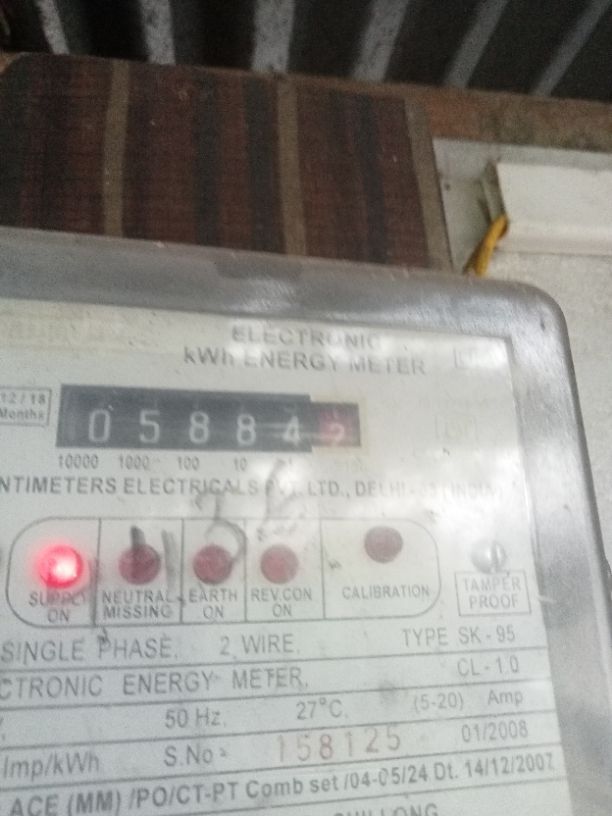 ELECTRONIC
kWh ENERGY METER
12/18
Months
0 5 8 8 4
10000 1000 100 10
NTIMETERS ELECTRICALS PVT. LTD., DELHI
SUPPLY ON
NEUTRAL MISSING
EARTH ON
REV.CON ON
CALIBRATION
TAMPER PROOF
SINGLE PHASE. 2 WIRE. TYPE SK-95
CTRONIC ENERGY METER. CL-1.0
50 Hz. 27°C. (5-20) Amp
Imp/kWh S.No 158125 01/2008
ACE (MM) /PO/CT-PT Comb set /04-05/24 Dt. 14/12/2007